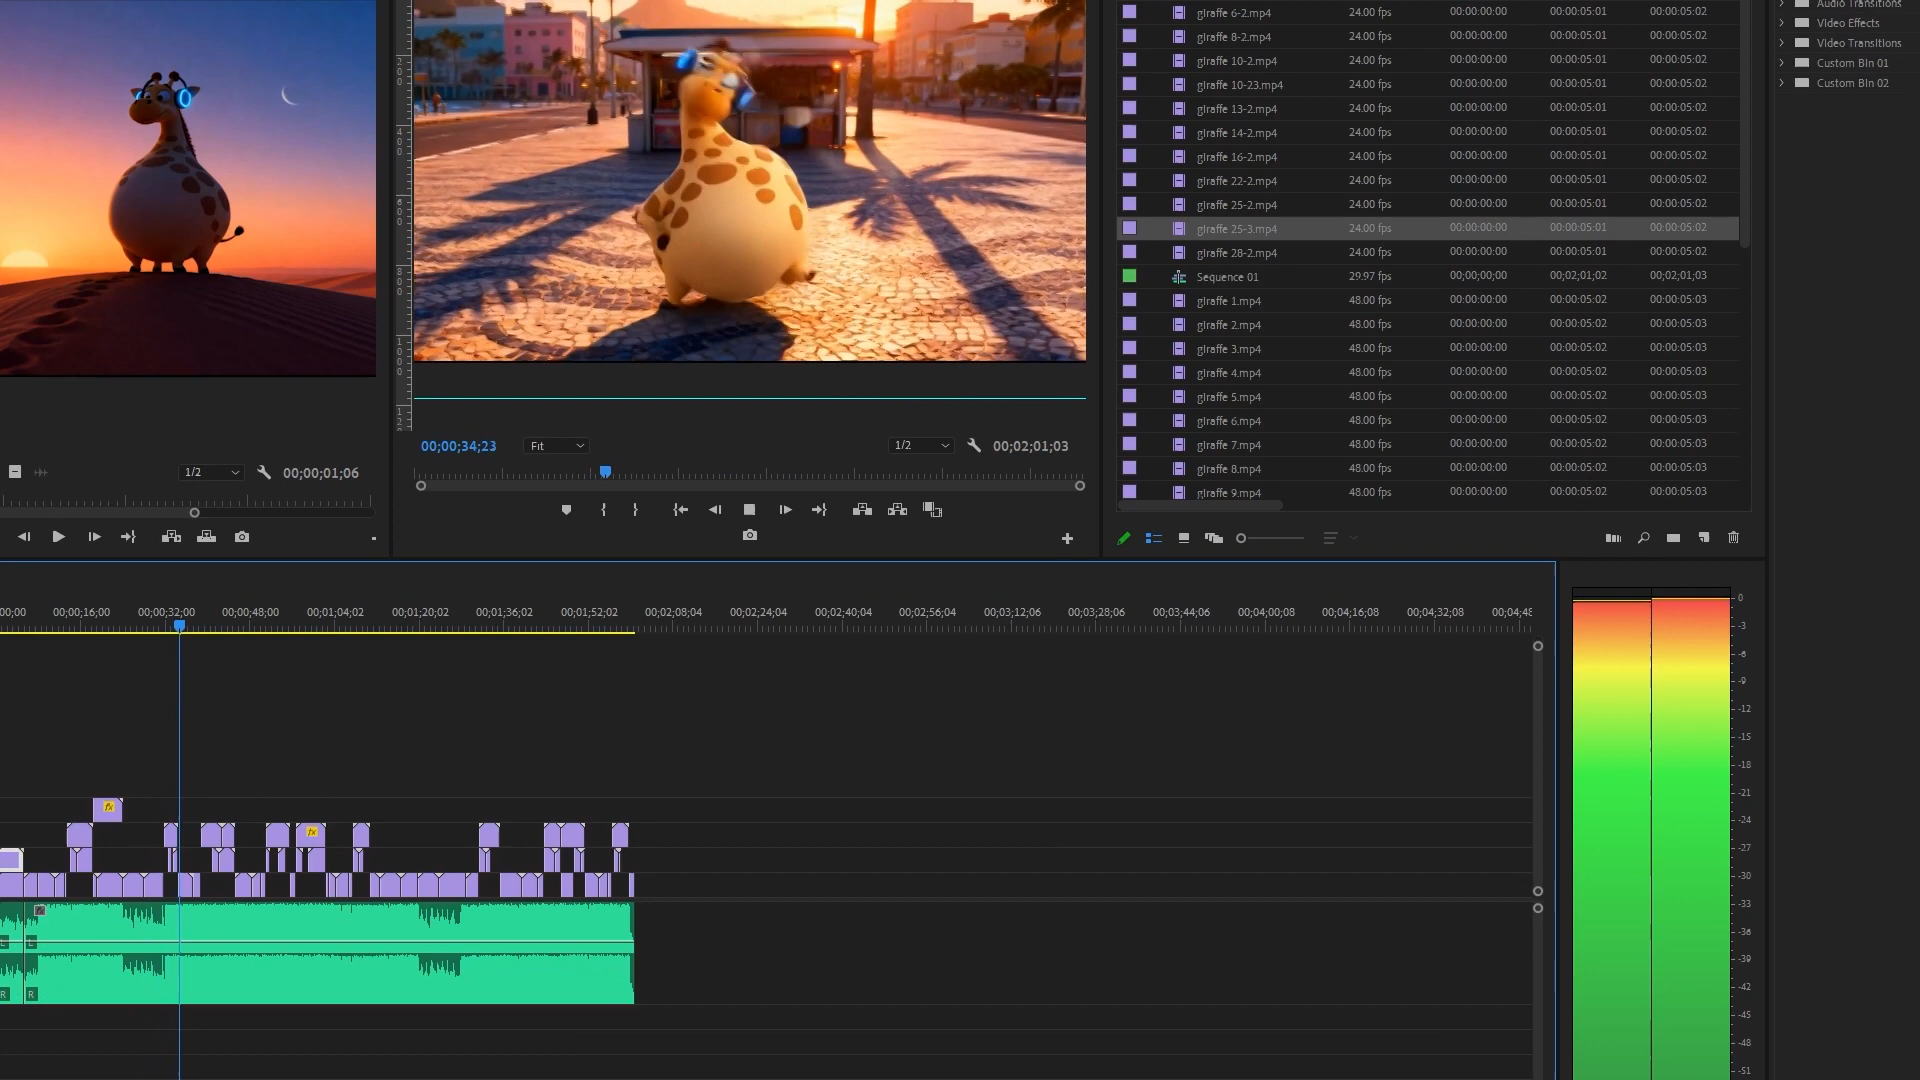 giraffe 6-2.mp4 24.00 fps 00:00:00:00 00:00:05:01 00:00:05:02
giraffe 8-2.mp4 24.00 fps 00:00:00:00 00:00:05:01 00:00:05:02
giraffe 10-2.mp4 24.00 fps 00:00:00:00 00:00:05:01 00:00:05:02
giraffe 10-23.mp4 24.00 fps 00:00:00:00 00:00:05:01 00:00:05:02
giraffe 13-2.mp4 24.00 fps 00:00:00:00 00:00:05:01 00:00:05:02
giraffe 14-2.mp4 24.00 fps 00:00:00:00 00:00:05:01 00:00:05:02
giraffe 16-2.mp4 24.00 fps 00:00:00:00 00:00:05:01 00:00:05:02
giraffe 22-2.mp4 24.00 fps 00:00:00:00 00:00:05:01 00:00:05:02
giraffe 25-2.mp4 24.00 fps 00:00:00:00 00:00:05:01 00:00:05:02
giraffe 25-3.mp4 24.00 fps 00:00:00:00 00:00:05:01 00:00:05:02
giraffe 28-2.mp4 24.00 fps 00:00:00:00 00:00:05:01 00:00:05:02
Sequence 01 29.97 fps 00;00;00;00 00;02;01;02 00;02;01;03
giraffe 1.mp4 48.00 fps 00:00:00:00 00:00:05:02 00:00:05:03
giraffe 2.mp4 48.00 fps 00:00:00:00 00:00:05:02 00:00:05:03
giraffe 3.mp4 48.00 fps 00:00:00:00 00:00:05:02 00:00:05:03
giraffe 4.mp4 48.00 fps 00:00:00:00 00:00:05:02 00:00:05:03
giraffe 5.mp4 48.00 fps 00:00:00:00 00:00:05:02 00:00:05:03
giraffe 6.mp4 48.00 fps 00:00:00:00 00:00:05:02 00:00:05:03
giraffe 7.mp4 48.00 fps 00:00:00:00 00:00:05:02 00:00:05:03
giraffe 8.mp4 48.00 fps 00:00:00:00 00:00:05:02 00:00:05:03
giraffe 9.mp4 48.00 fps 00:00:00:00 00:00:05:02 00:00:05:03
Audio Transitions
Video Effects
Video Transitions
Custom Bin 01
Custom Bin 02
200
400
600
800
1000
12
1/2 00;00;01;06
00;00;34;23 Fit 1/2 00;02;01;03
00;00 00;00;16;00 00;00;32;00 00;00;48;00 00;01;04;02 00;01;20;02 00;01;36;02 00;01;52;02 00;02;08;04 00;02;24;04 00;02;40;04 00;02;56;04 00;03;12;06 00;03;28;06 00;03;44;06 00;04;00;08 00;04;16;08 00;04;32;08 00;04;48
fx
fx
L L
R R
0
-3
-6
-9
-12
-15
-18
-21
-24
-27
-30
-33
-36
-39
-42
-45
-48
-51